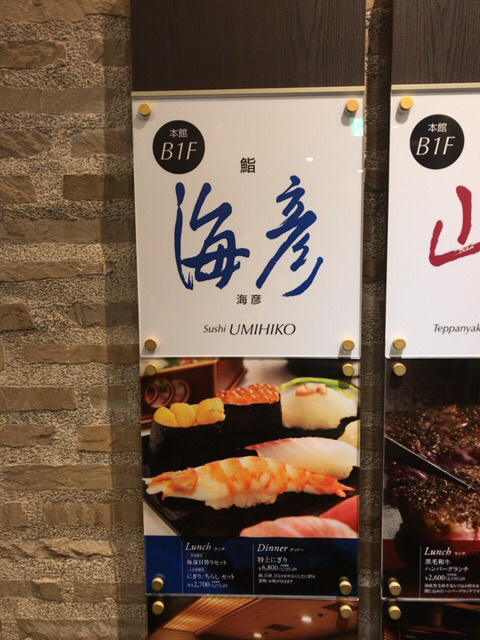 本館
B1F
鮨
海彦
海彦
Sushi UMIHIKO
Lunch ランチ
海彦日替りセット
にぎり/ちらし セット
¥2,700
Dinner ディナー
特上にぎり
¥6,800
本館
B1F
山
Teppanyak
Lunch ランチ
黒毛和牛
ハンバーグランチ
¥2,600